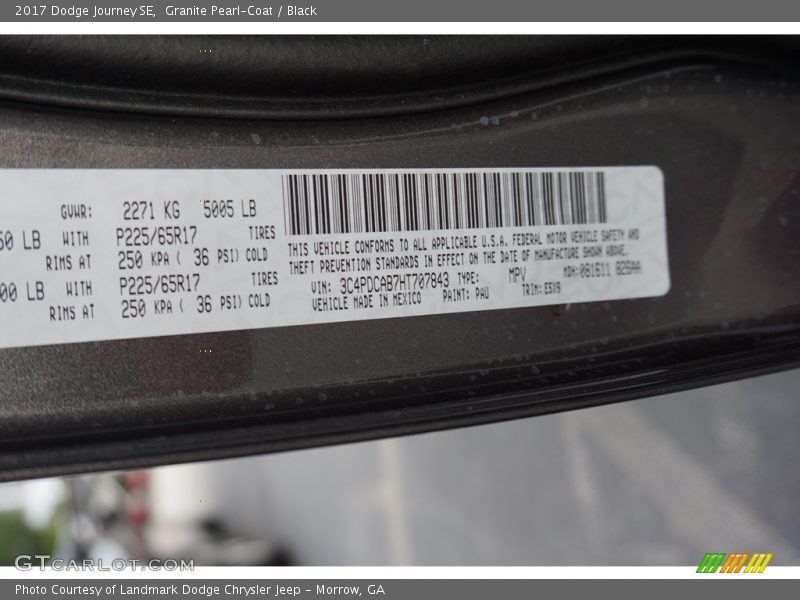 2017 Dodge Journey SE, Granite Pearl-Coat / Black
GVWR: 2271 KG 5005 LB
50 LB WITH P225/65R17 TIRES
RIMS AT 250 KPA ( 36 PSI) COLD
00 LB WITH P225/65R17 TIRES
RIMS AT 250 KPA ( 36 PSI) COLD
THIS VEHICLE CONFORMS TO ALL APPLICABLE U.S.A. FEDERAL MOTOR VEHICLE SAFETY AND
THEFT PREVENTION STANDARDS IN EFFECT ON THE DATE OF MANUFACTURE SHOWN ABOVE.
VIN: 3C4PDCAB7HT707843 TYPE: MPV MDH:081611 825AA
VEHICLE MADE IN MEXICO PAINT: PAU TRIM: E5X9
GTCARLOT.COM
Photo Courtesy of Landmark Dodge Chrysler Jeep - Morrow, GA